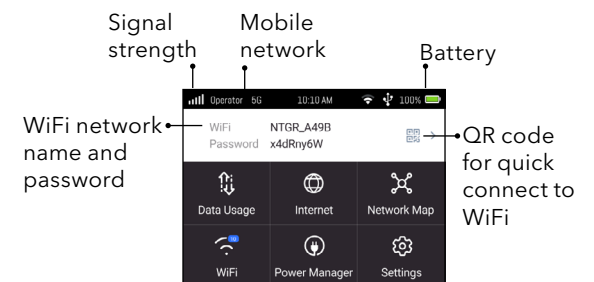 Signal strength
Mobile network
Battery
Operator 5G 10:10 AM 100%
WiFi network name and password
WiFi NTGR_A49B
Password x4dRny6W
QR code for quick connect to WiFi
Data Usage Internet Network Map
10
WiFi Power Manager Settings